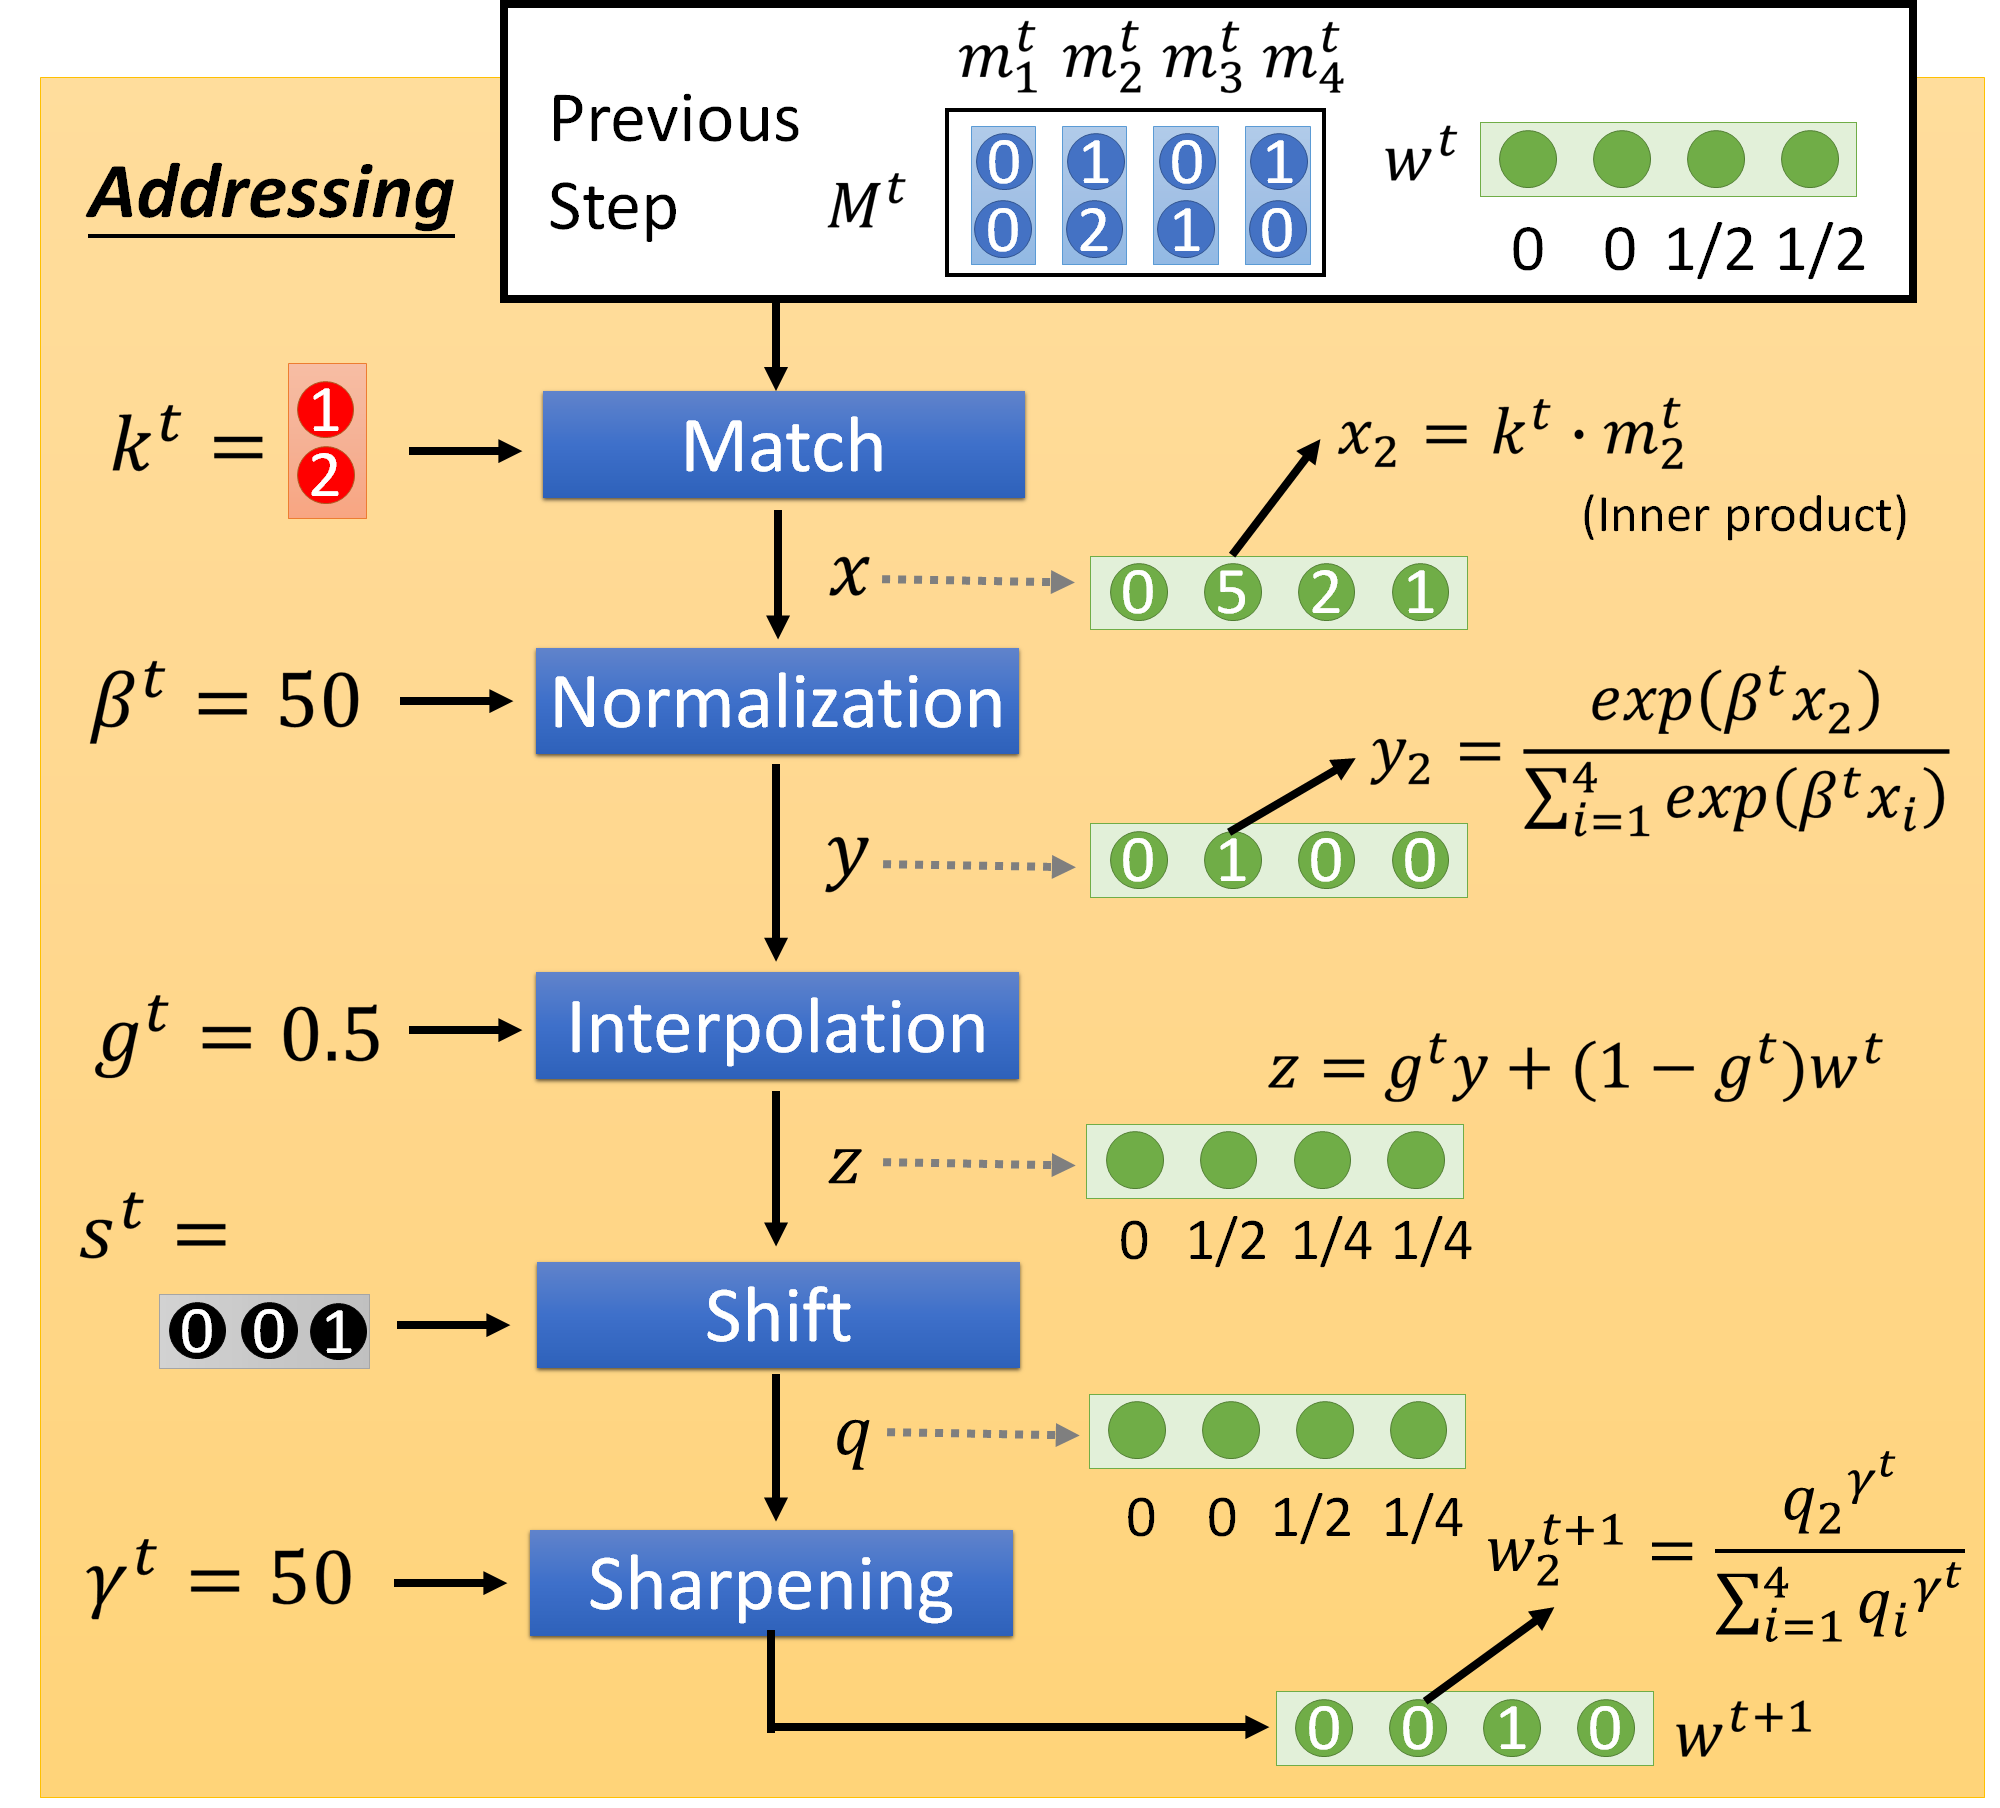 Addressing
Previous
Step
M^t
m_1^t m_2^t m_3^t m_4^t
0 1 0 1
0 2 1 0
w^t
0 0 1/2 1/2
k^t =
1
2
Match
x_2 = k^t · m_2^t
(Inner product)
x
0 5 2 1
β^t = 50
Normalization
y_2 = exp(β^t x_2) / ∑_{i=1}^4 exp(β^t x_i)
y
0 1 0 0
g^t = 0.5
Interpolation
z = g^t y + (1 − g^t)w^t
z
0 1/2 1/4 1/4
s^t =
0 0 1
Shift
q
0 0 1/2 1/4
γ^t = 50
Sharpening
w_2^{t+1} = q_2^{γ^t} / ∑_{i=1}^4 q_i^{γ^t}
0 0 1 0
w^{t+1}